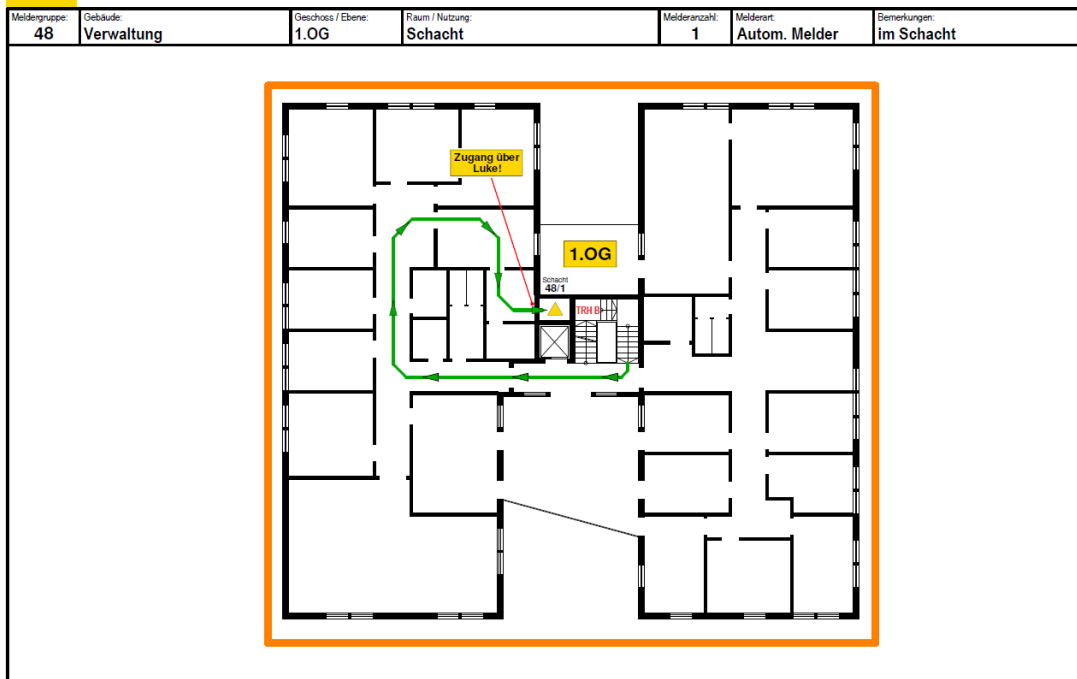 Meldergruppe:
48
Gebäude:
Verwaltung
Geschoss / Ebene:
1.OG
Raum / Nutzung:
Schacht
Melderanzahl:
1
Melderart:
Autom. Melder
Bemerkungen:
im Schacht
Zugang über
Luke!
1.OG
Schacht
48/1
TRH B